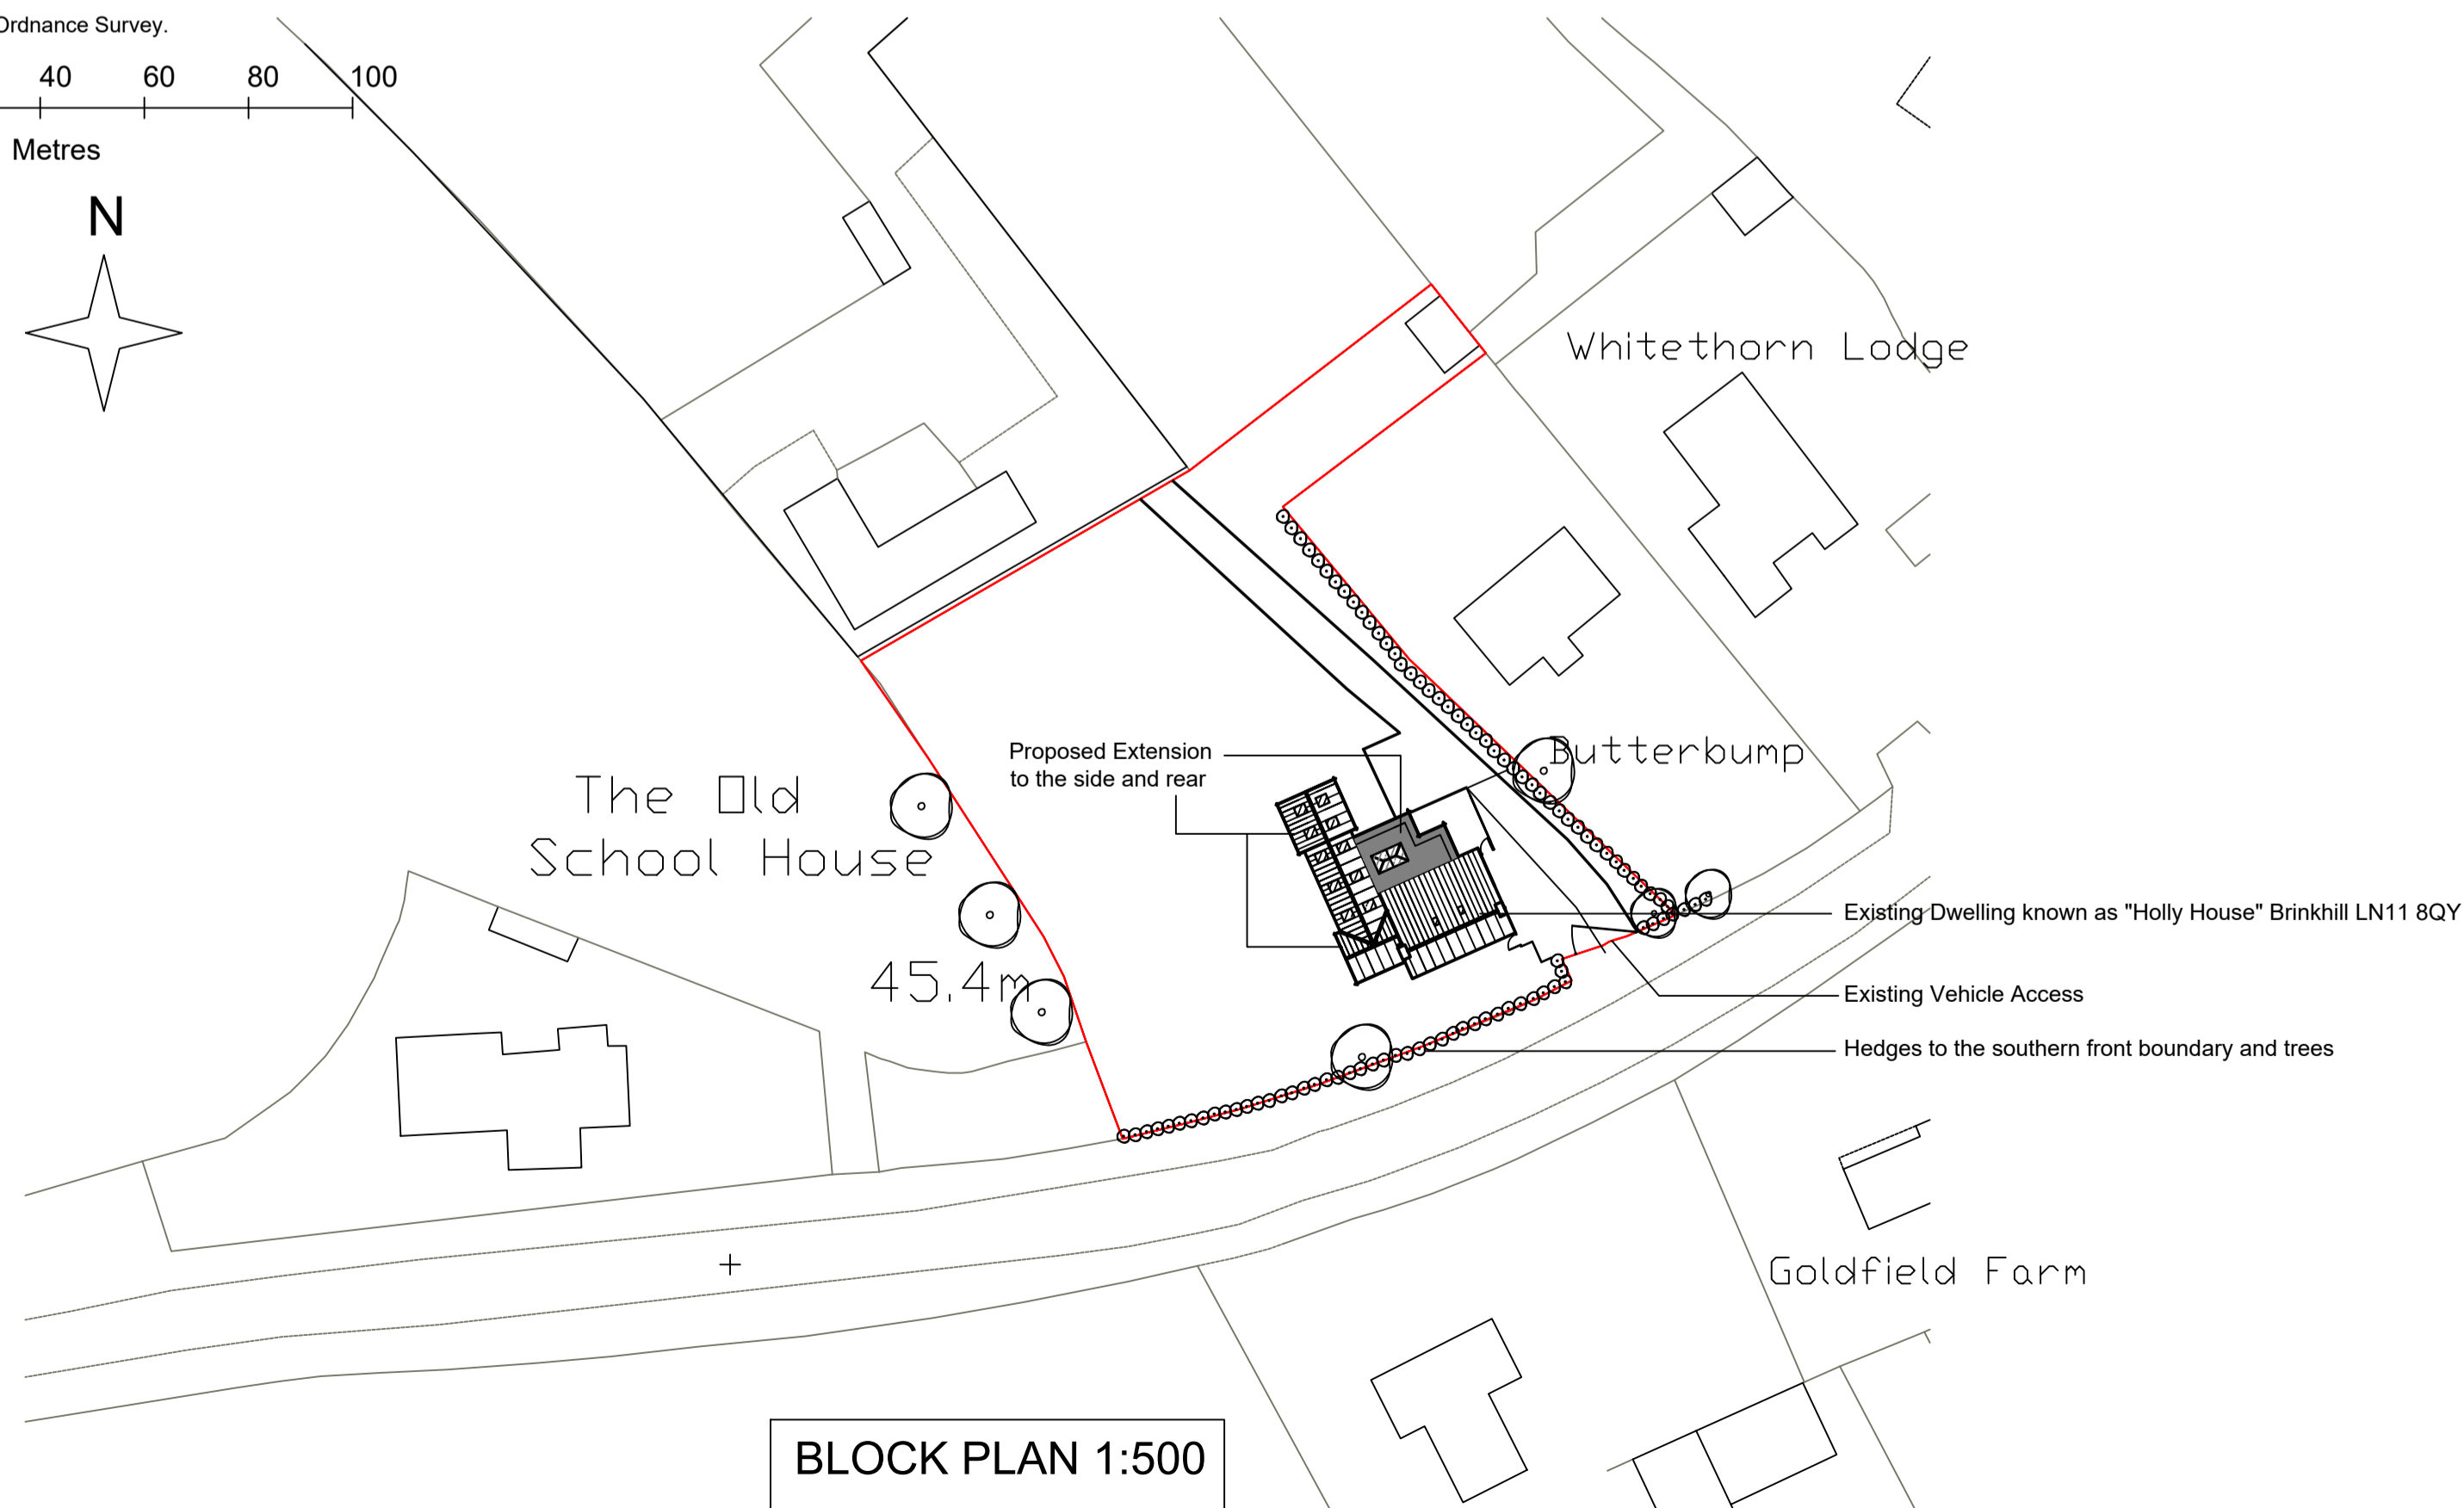 Ordnance Survey.
40 60 80 100
Metres
N
Whitethorn Lodge
Butterbump
Proposed Extension
to the side and rear
The Old
School House
45.4m
Existing Dwelling known as "Holly House" Brinkhill LN11 8QY
Existing Vehicle Access
Hedges to the southern front boundary and trees
Goldfield Farm
BLOCK PLAN 1:500